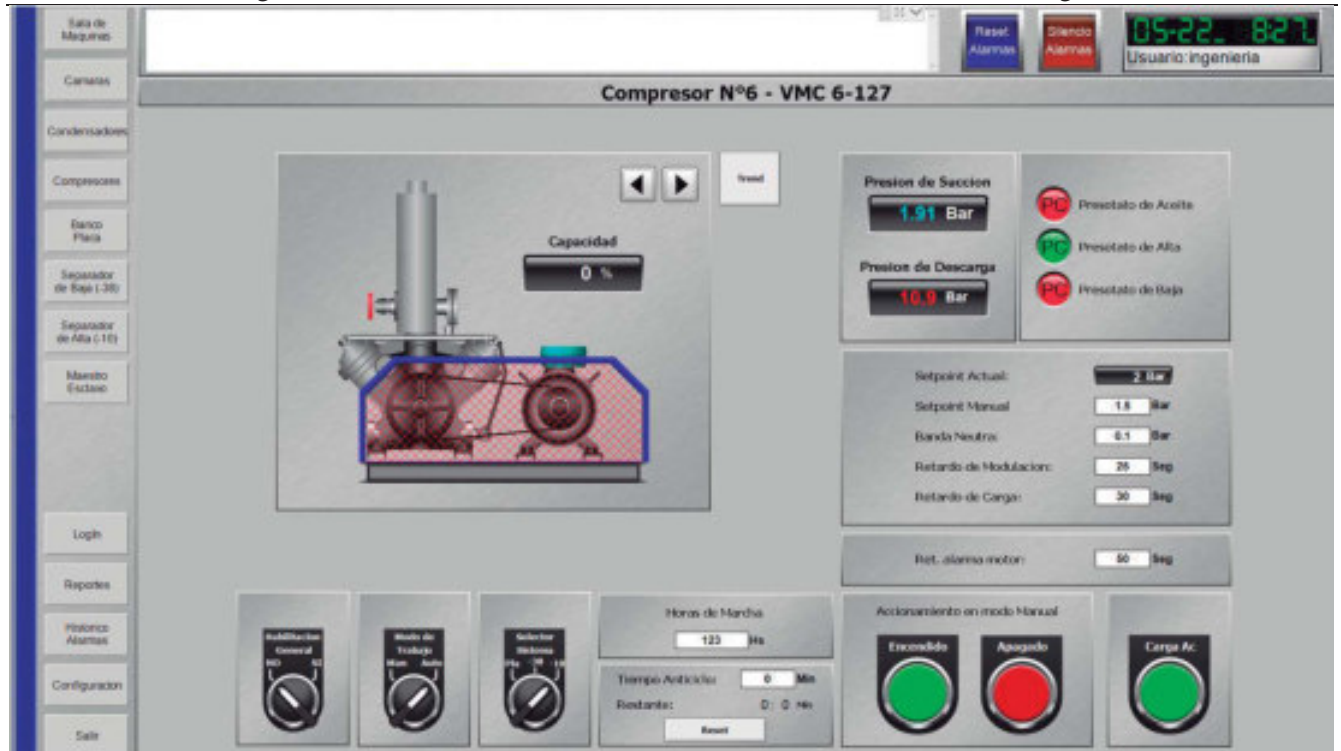 Sala de
Maquinas
Camaras
Condensadores
Compresores
Banco
Placa
Separador
de Baja (-38)
Separador
de Alta (-10)
Maestro
Esclavo
Login
Reportes
Historico
Alarmas
Configuracion
Salir
Reset
Alarmas
Silencio
Alarmas
05-22_ 8:27_
Usuario:ingenieria
Compresor N°6 - VMC 6-127
Trend
Capacidad
0 %
Presion de Succion
1.91 Bar
Presion de Descarga
10.9 Bar
PC Presotato de Aceite
PC Presotato de Alta
PC Presotato de Baja
Setpoint Actual: 2 Bar
Setpoint Manual Bar
Banda Neutra: 0.1 Bar
Retardo de Modulacion: Seg
Retardo de Carga: 30 Seg
Ret. alarma motor: Seg
Habilitacion
General
NO SI
Modo de
Trabajo
Man Auto
Selector
Sistema
Horas de Marcha
123 Hs
Tiempo Anticiclo: 0 Min
Restante: 0: 0 Min
Reset
Accionamiento en modo Manual
Encendido
Apagado
Carga Ac